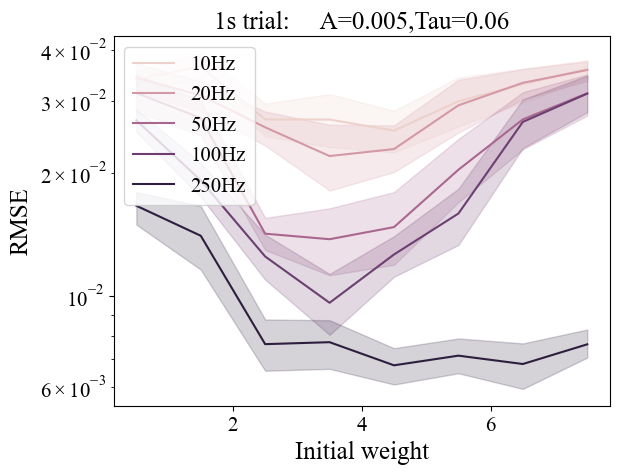 1s trial:     A=0.005,Tau=0.06
4 × 10⁻²
3 × 10⁻²
2 × 10⁻²
10⁻²
6 × 10⁻³
RMSE
10Hz
20Hz
50Hz
100Hz
250Hz
2 4 6
Initial weight